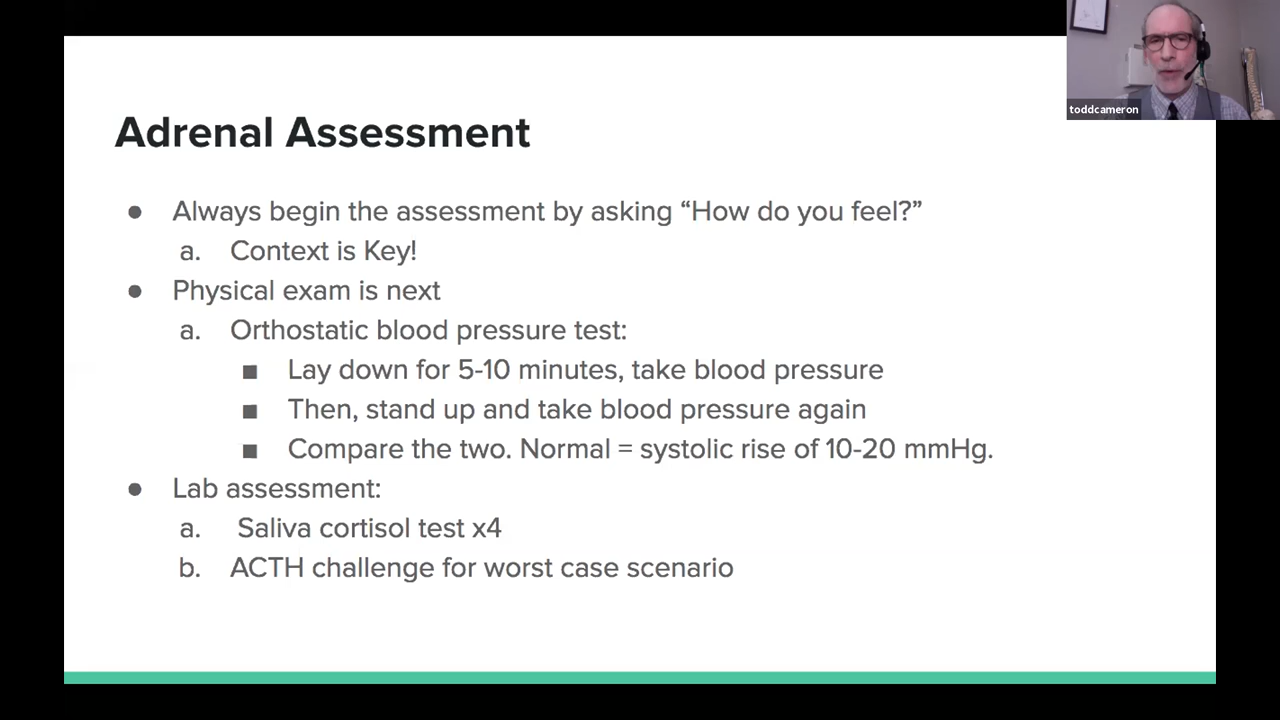 Adrenal Assessment
● Always begin the assessment by asking “How do you feel?”
a. Context is Key!
● Physical exam is next
a. Orthostatic blood pressure test:
■ Lay down for 5-10 minutes, take blood pressure
■ Then, stand up and take blood pressure again
■ Compare the two. Normal = systolic rise of 10-20 mmHg.
● Lab assessment:
a. Saliva cortisol test x4
b. ACTH challenge for worst case scenario
toddcameron